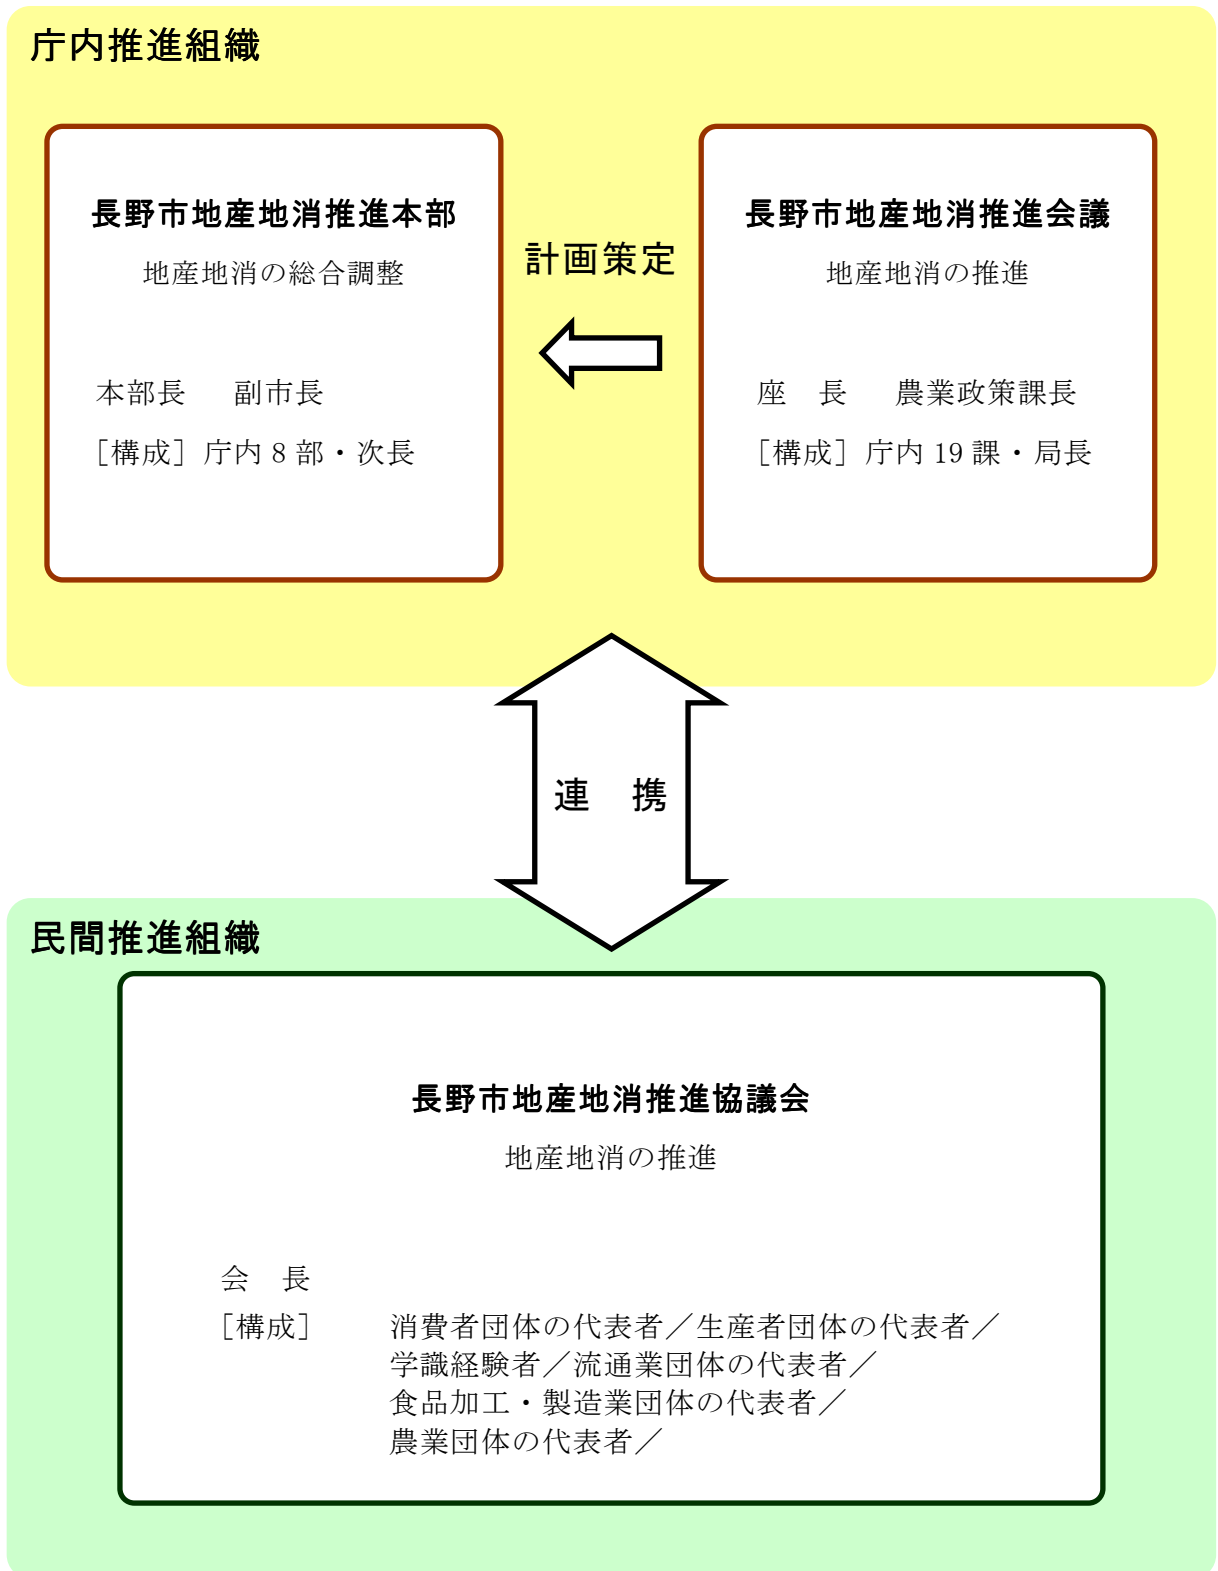 庁内推進組織
長野市地産地消推進本部
地産地消の総合調整
本部長　副市長
［構成］庁内 8 部・次長
計画策定
長野市地産地消推進会議
地産地消の推進
座　長　農業政策課長
［構成］庁内 19 課・局長
連　携
民間推進組織
長野市地産地消推進協議会
地産地消の推進
会　長
［構成］　消費者団体の代表者／生産者団体の代表者／
学識経験者／流通業団体の代表者／
食品加工・製造業団体の代表者／
農業団体の代表者／